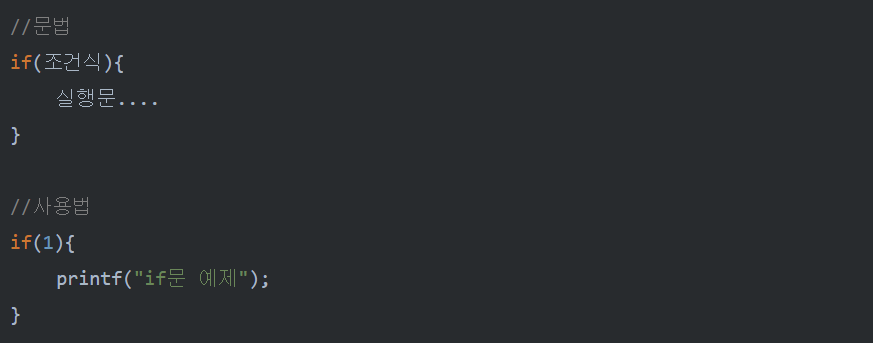 //문법
if(조건식){
    실행문....
}
//사용법
if(1){
    printf("if문 예제");
}